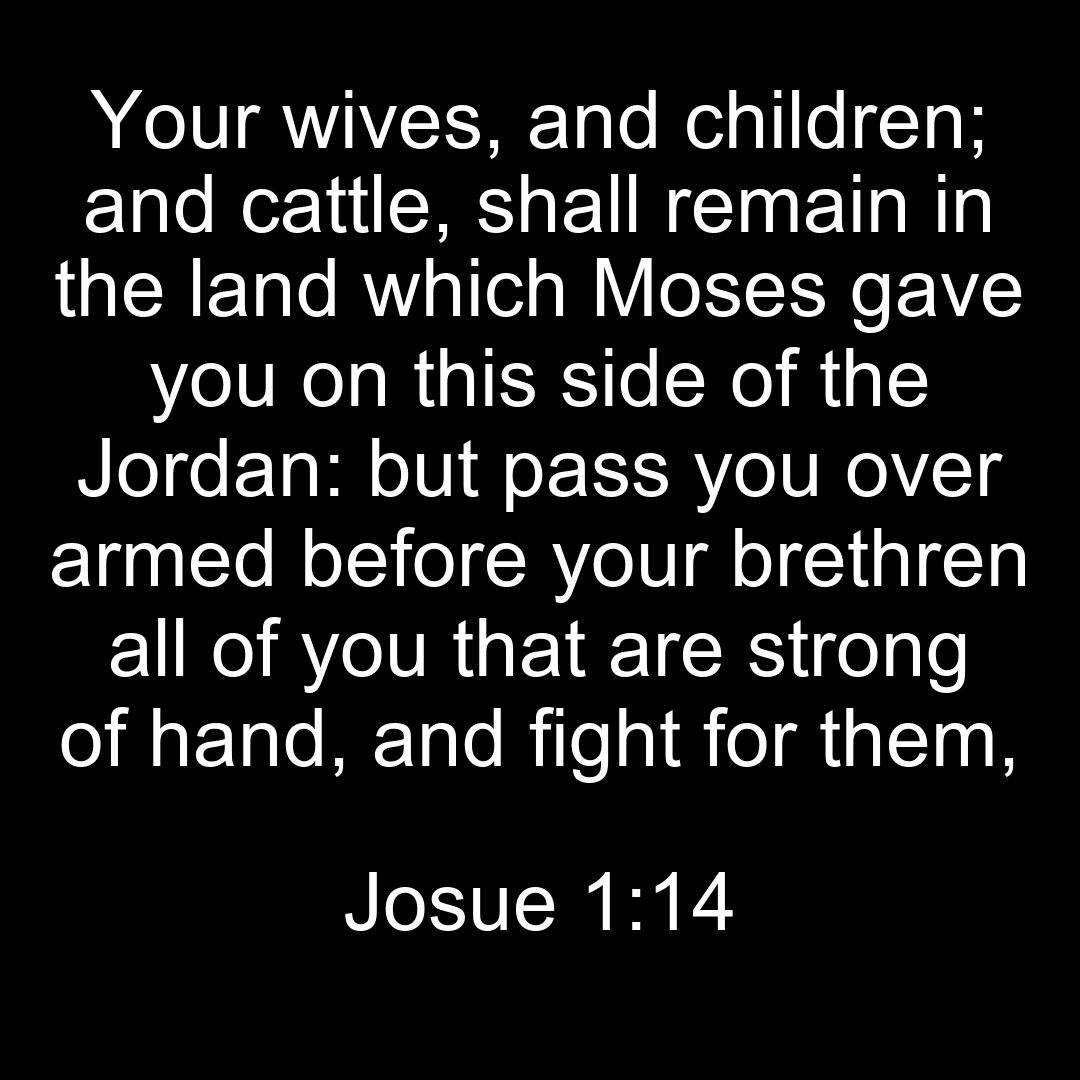 Your wives, and children;
and cattle, shall remain in
the land which Moses gave
you on this side of the
Jordan: but pass you over
armed before your brethren
all of you that are strong
of hand, and fight for them,
Josue 1:14